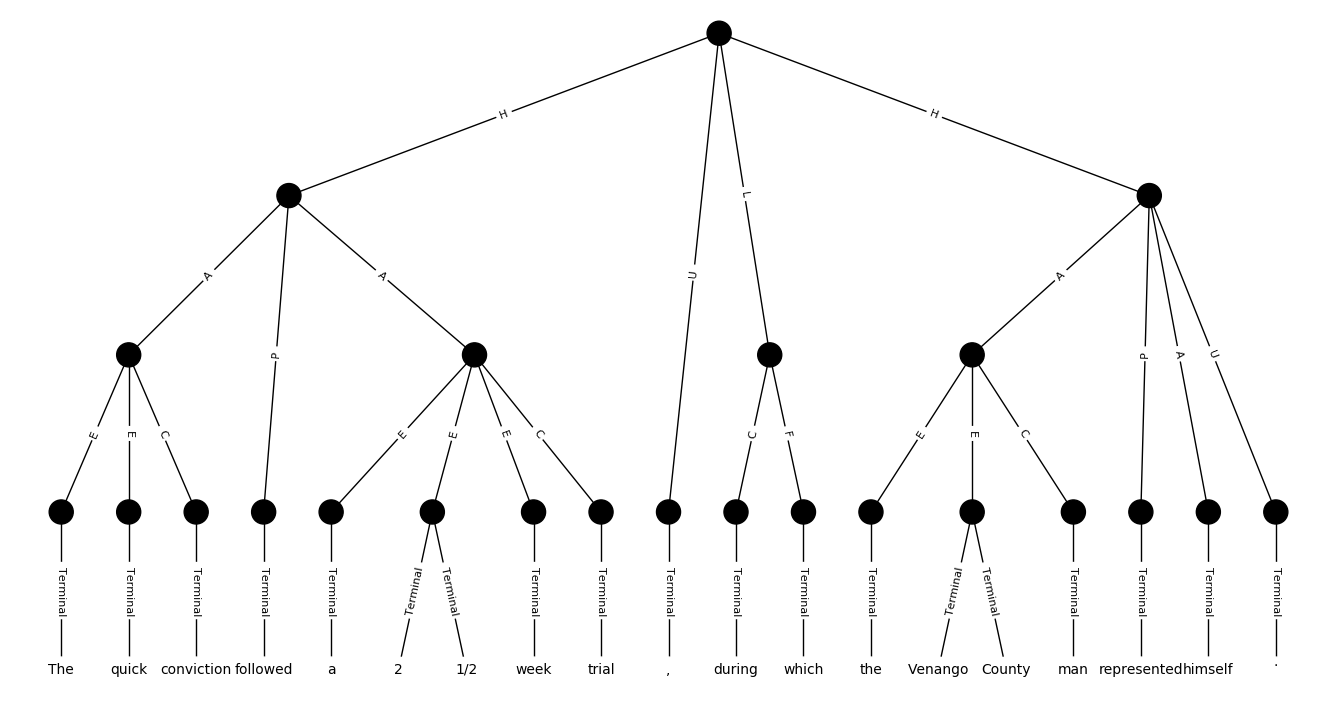 H H
L
A A U A
P P A U
E E C E E E C C F E E C
Terminal Terminal Terminal Terminal Terminal Terminal Terminal Terminal Terminal Terminal Terminal Terminal Terminal Terminal Terminal Terminal Terminal Terminal Terminal
The quick conviction followed a 2 1/2 week trial , during which the Venango County man represented himself .